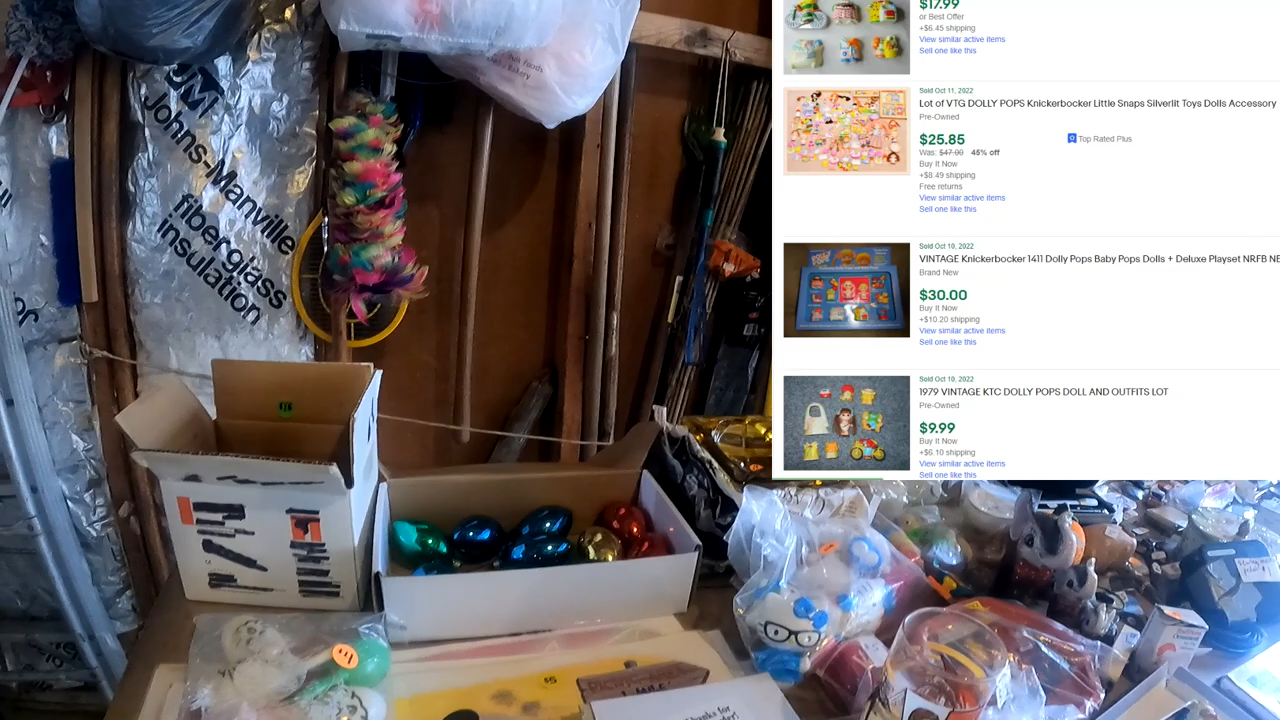 JM
Johns-Manville
fiberglass
insulation
$17.99
or Best Offer
+$6.45 shipping
View similar active items
Sell one like this
Sold Oct 11, 2022
Lot of VTG DOLLY POPS Knickerbocker Little Snaps Silverlit Toys Dolls Accessory
Pre-Owned
$25.85
Top Rated Plus
Was: $47.00 45% off
Buy It Now
+$8.49 shipping
Free returns
View similar active items
Sell one like this
Sold Oct 10, 2022
VINTAGE Knickerbocker 1411 Dolly Pops Baby Pops Dolls + Deluxe Playset NRFB NE
Brand New
$30.00
Buy It Now
+$10.20 shipping
View similar active items
Sell one like this
Sold Oct 10, 2022
1979 VINTAGE KTC DOLLY POPS DOLL AND OUTFITS LOT
Pre-Owned
$9.99
Buy It Now
+$6.10 shipping
View similar active items
Sell one like this
$5
1 MILE